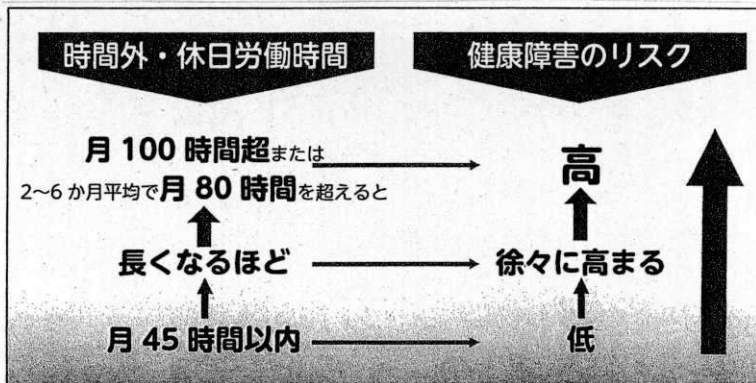 時間外・休日労働時間
健康障害のリスク
月 100 時間超または
2〜6 か月平均で月 80 時間を超えると
高
長くなるほど
徐々に高まる
月 45 時間以内
低